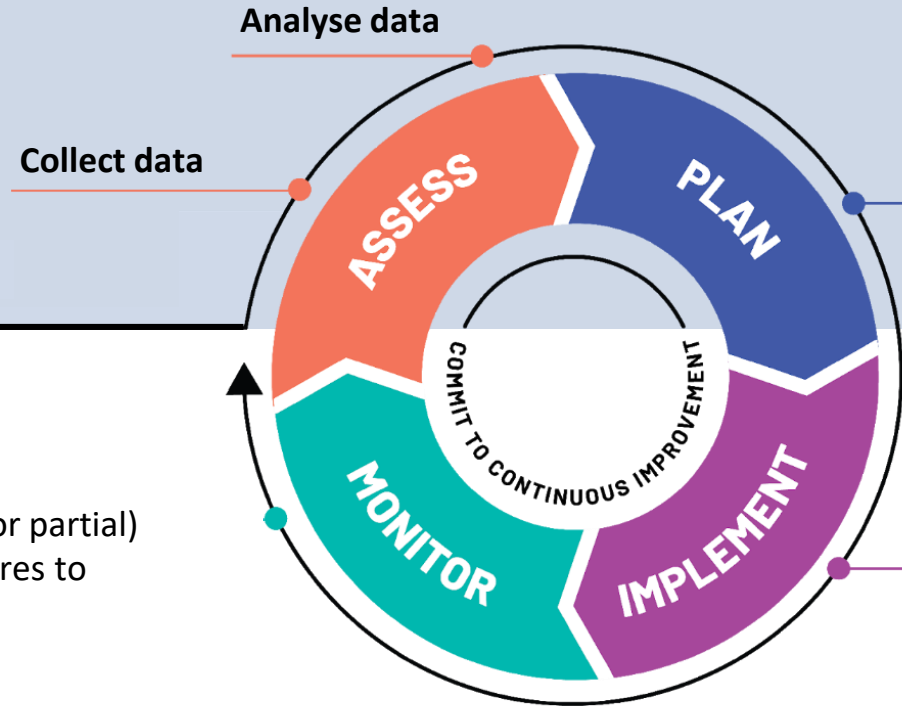 Analyse data
Collect data
ASSESS
PLAN
COMMIT TO CONTINUOUS IMPROVEMENT
MONITOR
IMPLEMENT
or partial)
res to